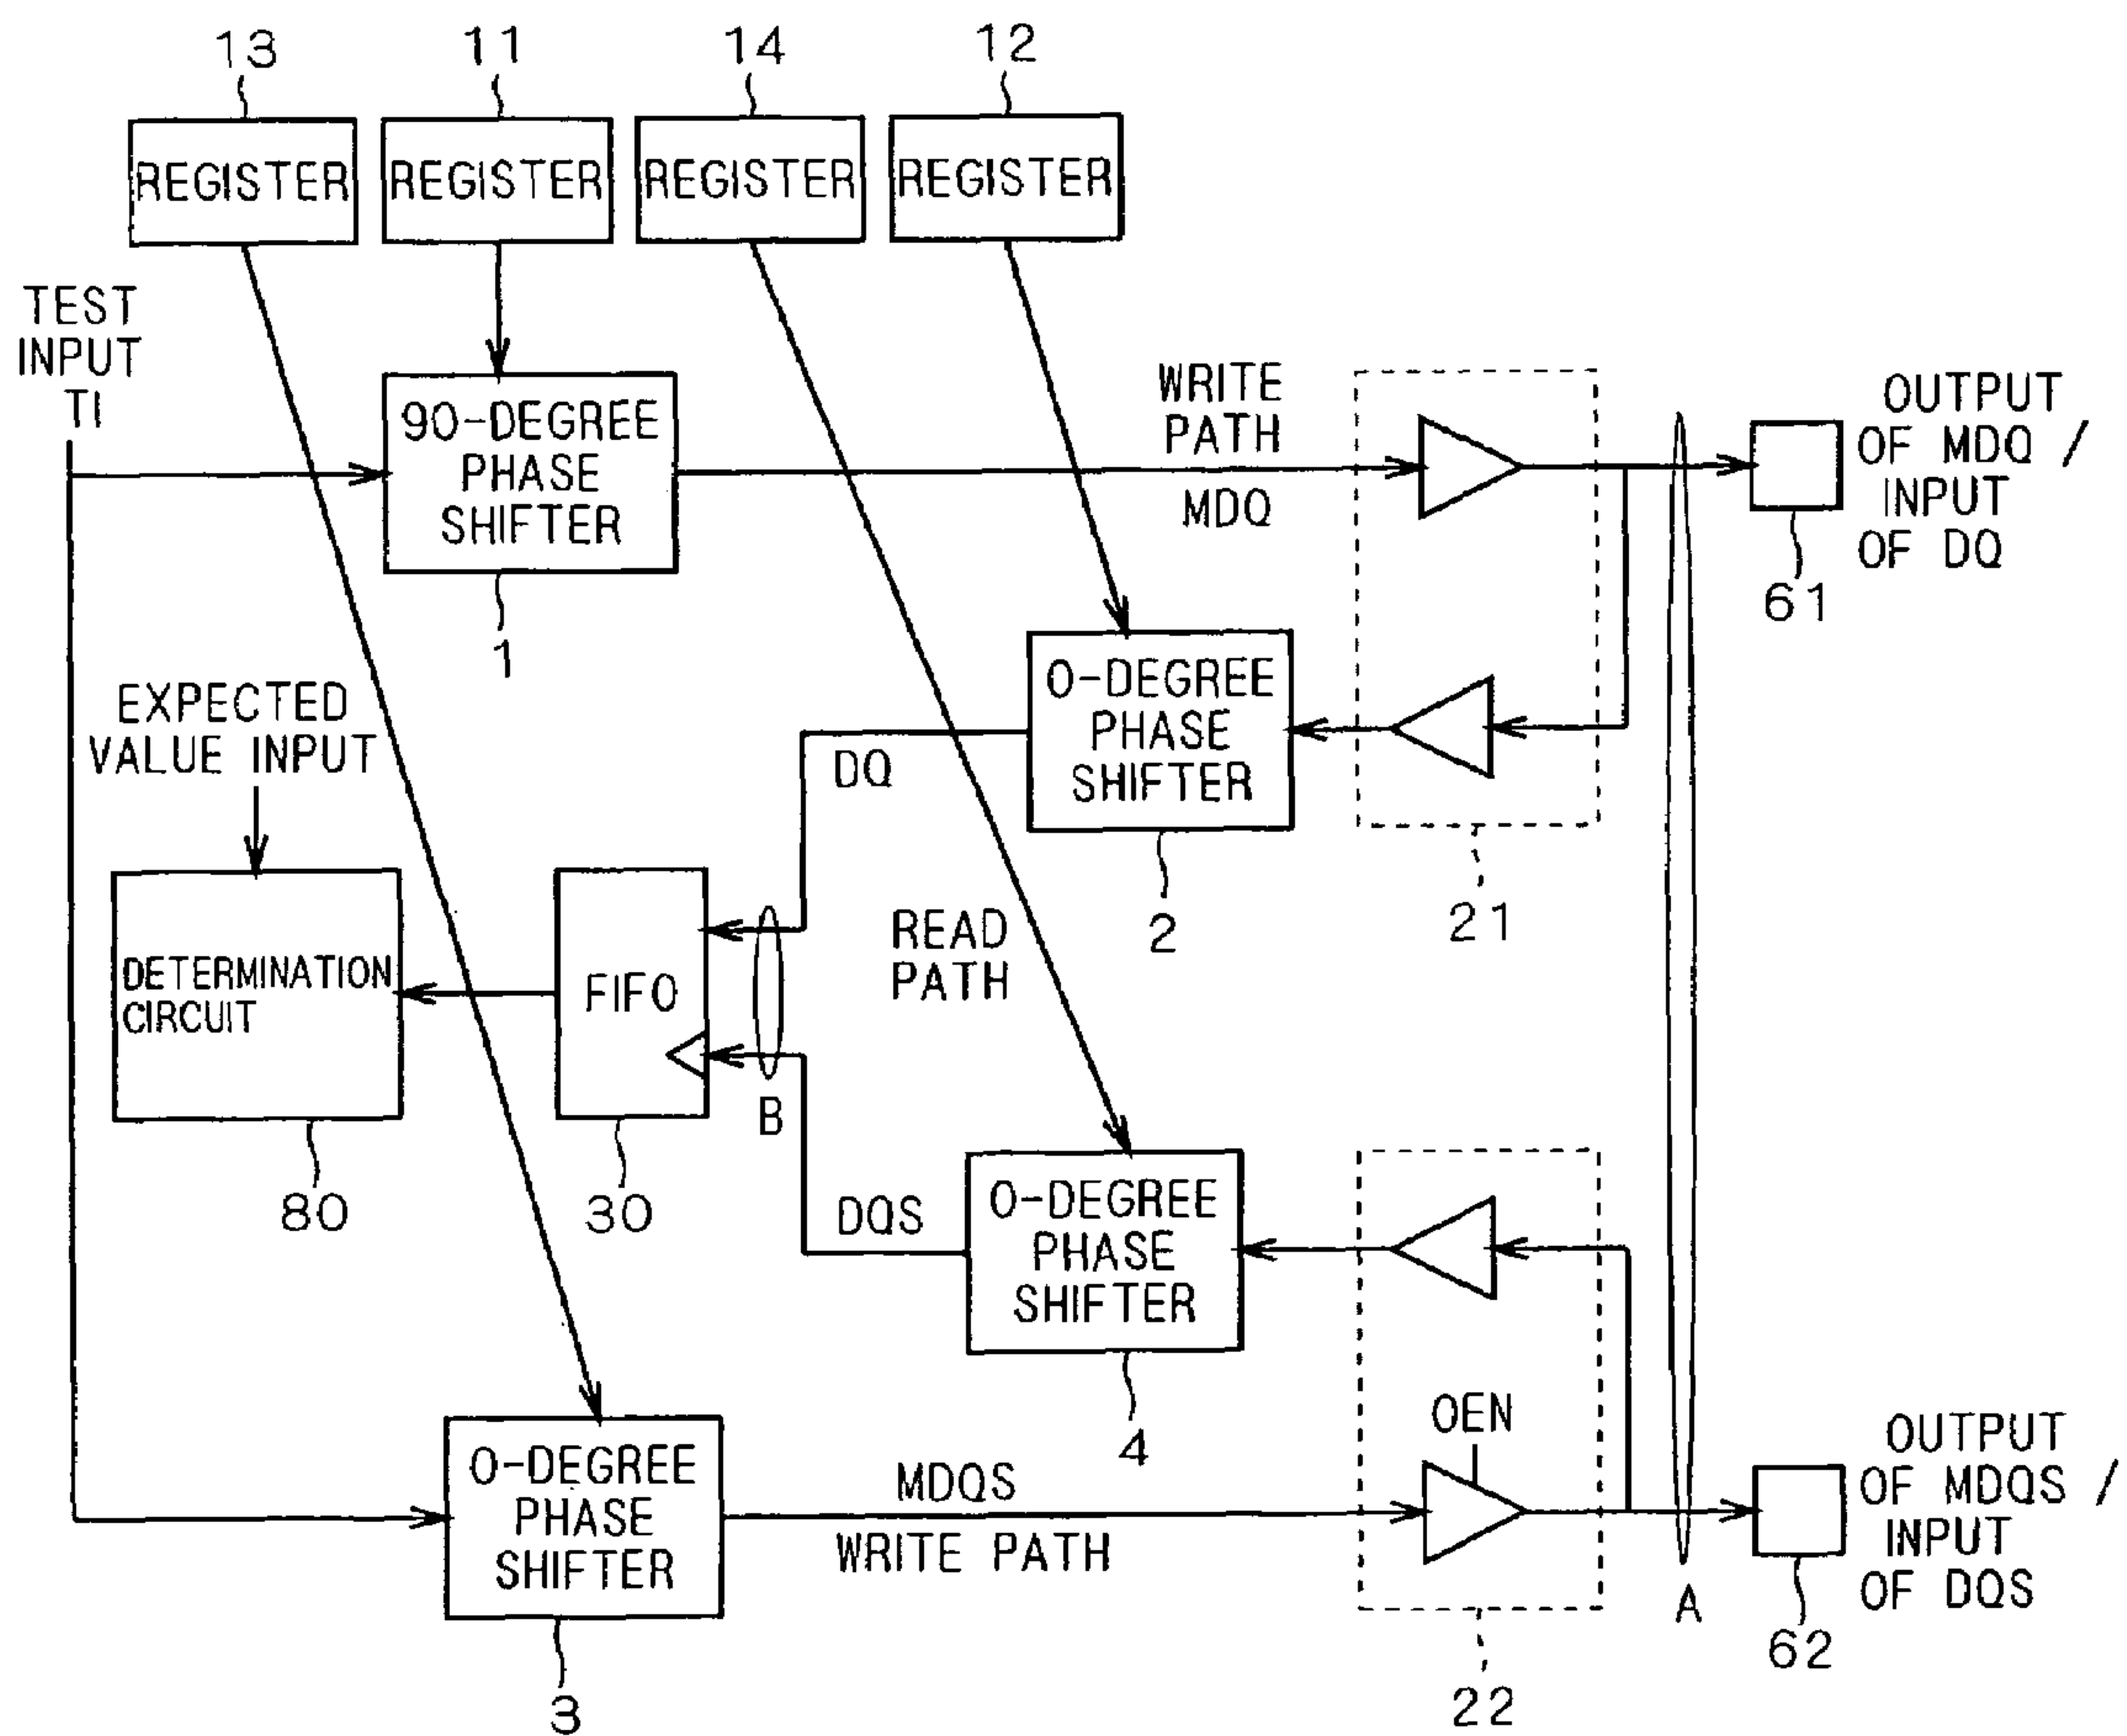 13
11
14
12
REGISTER
REGISTER
REGISTER
REGISTER
TEST
INPUT
TI
90-DEGREE
PHASE
SHIFTER
1
WRITE
PATH
MDQ
OUTPUT
OF MDQ /
INPUT
OF DQ
61
EXPECTED
VALUE INPUT
0-DEGREE
PHASE
SHIFTER
2
DQ
21
DETERMINATION
CIRCUIT
80
FIFO
30
B
READ
PATH
DQS
0-DEGREE
PHASE
SHIFTER
4
0-DEGREE
PHASE
SHIFTER
3
MDQS
WRITE PATH
OEN
22
A
OUTPUT
OF MDQS /
INPUT
OF DQS
62